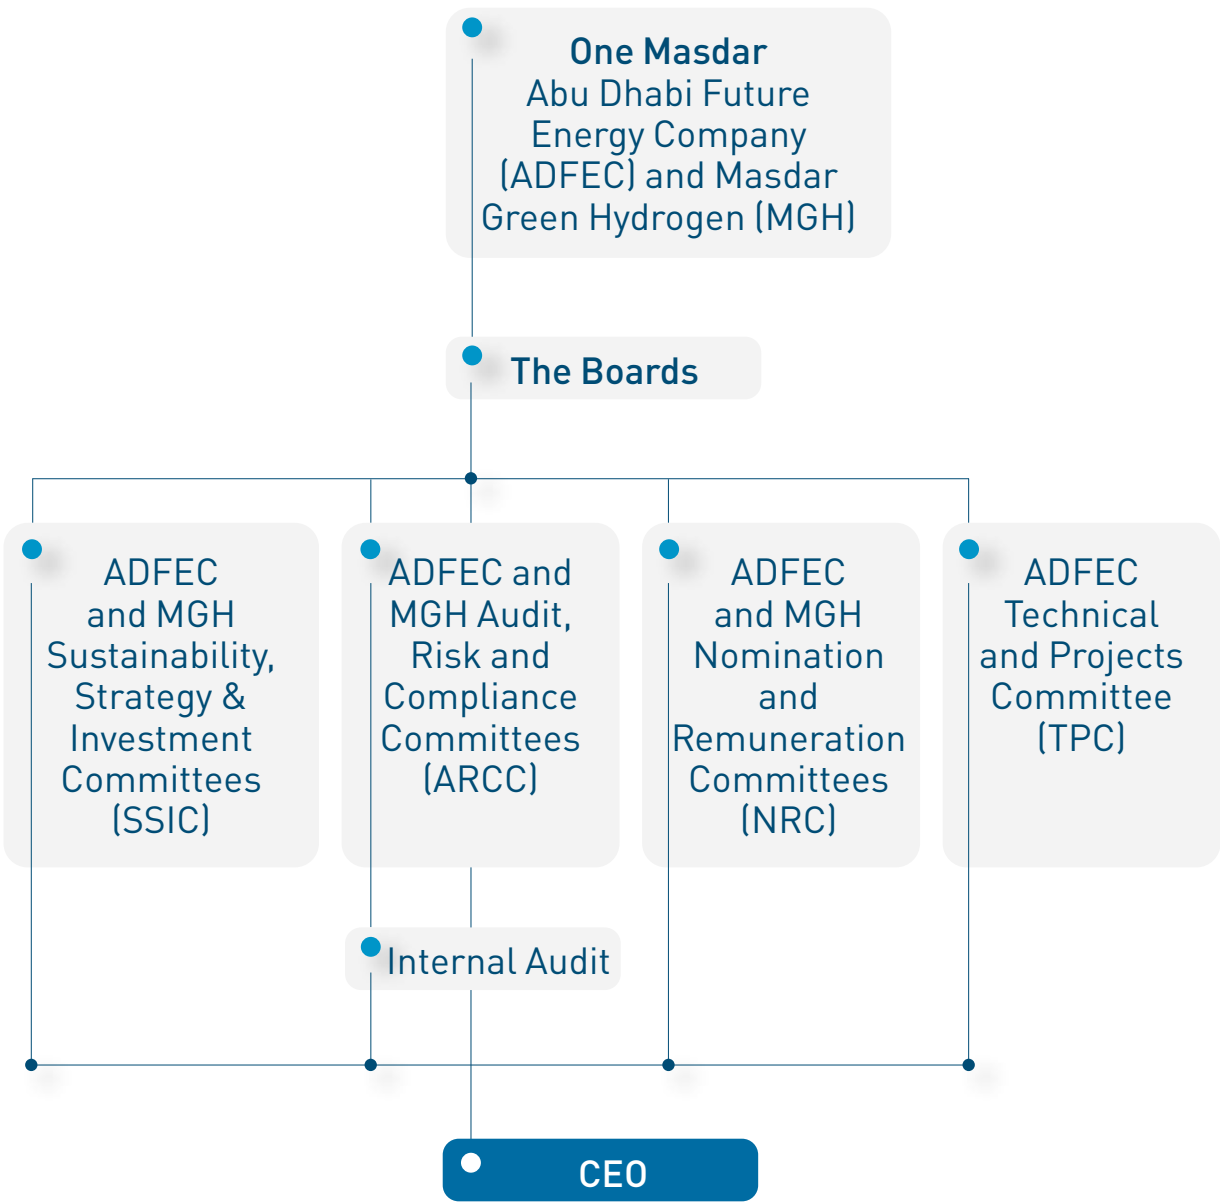 One Masdar
Abu Dhabi Future
Energy Company
(ADFEC) and Masdar
Green Hydrogen (MGH)
The Boards
ADFEC
and MGH
Sustainability,
Strategy &
Investment
Committees
(SSIC)
ADFEC and
MGH Audit,
Risk and
Compliance
Committees
(ARCC)
ADFEC
and MGH
Nomination
and
Remuneration
Committees
(NRC)
ADFEC
Technical
and Projects
Committee
(TPC)
Internal Audit
CEO